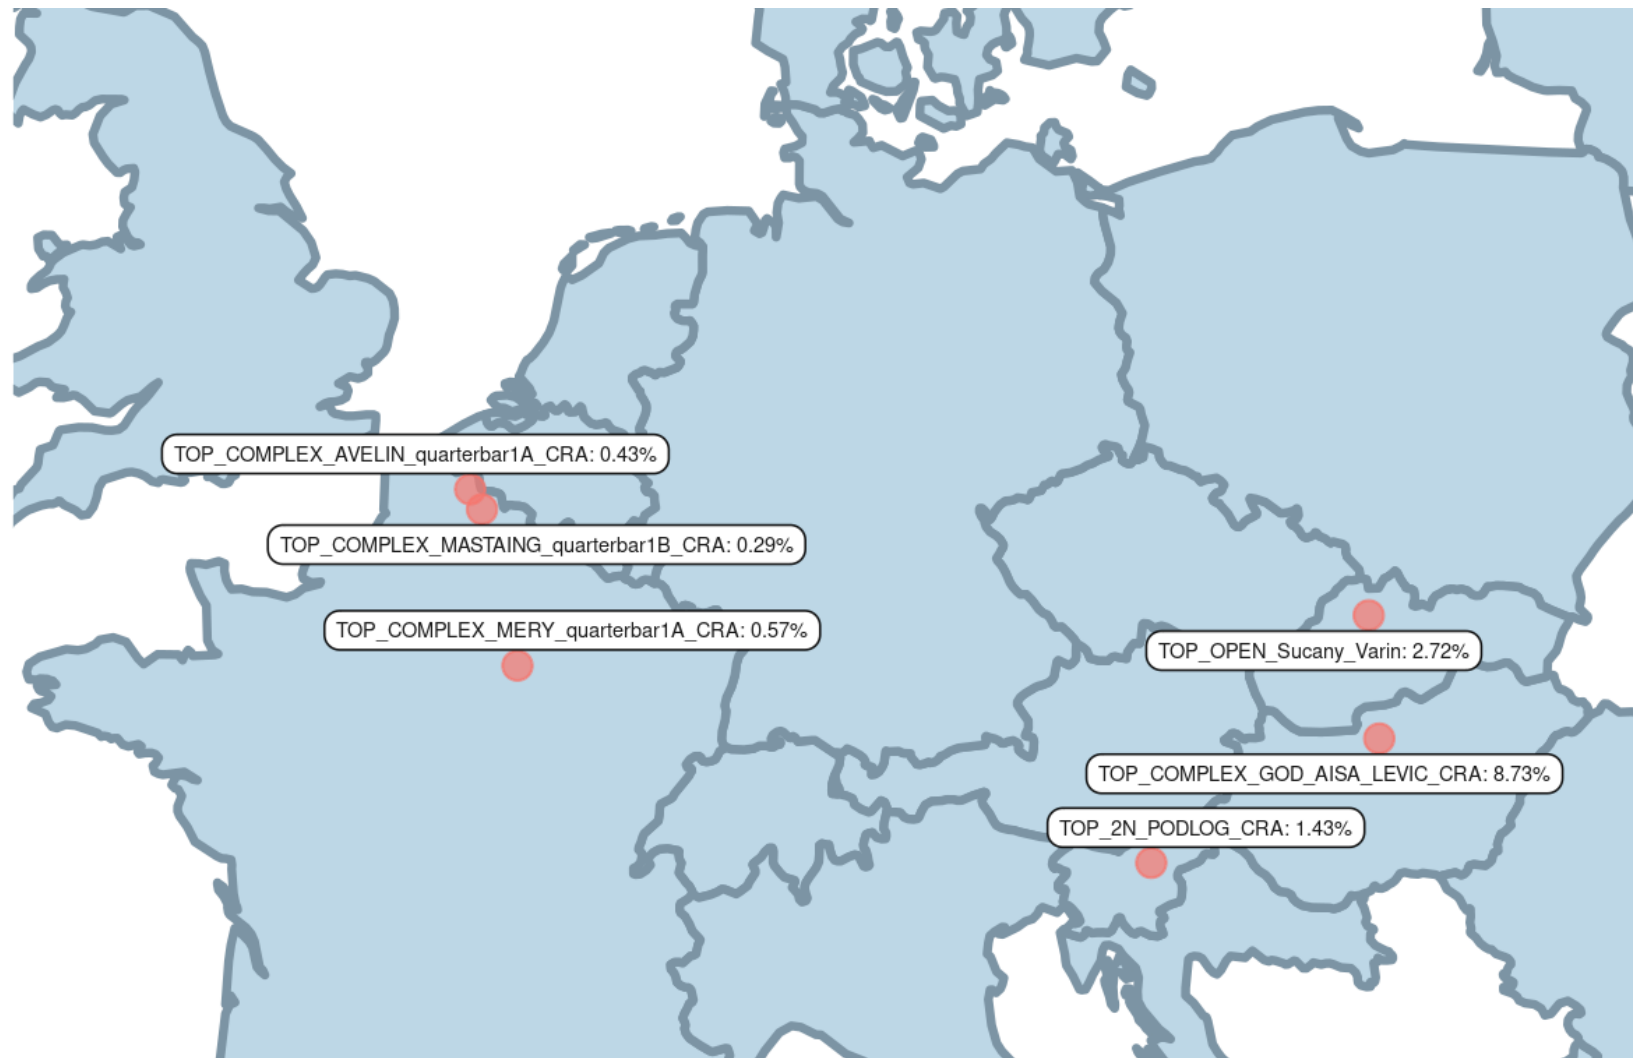 TOP_COMPLEX_AVELIN_quarterbar1A_CRA: 0.43%
TOP_COMPLEX_MASTAING_quarterbar1B_CRA: 0.29%
TOP_COMPLEX_MERY_quarterbar1A_CRA: 0.57%
TOP_OPEN_Sucany_Varin: 2.72%
TOP_COMPLEX_GOD_AISA_LEVIC_CRA: 8.73%
TOP_2N_PODLOG_CRA: 1.43%